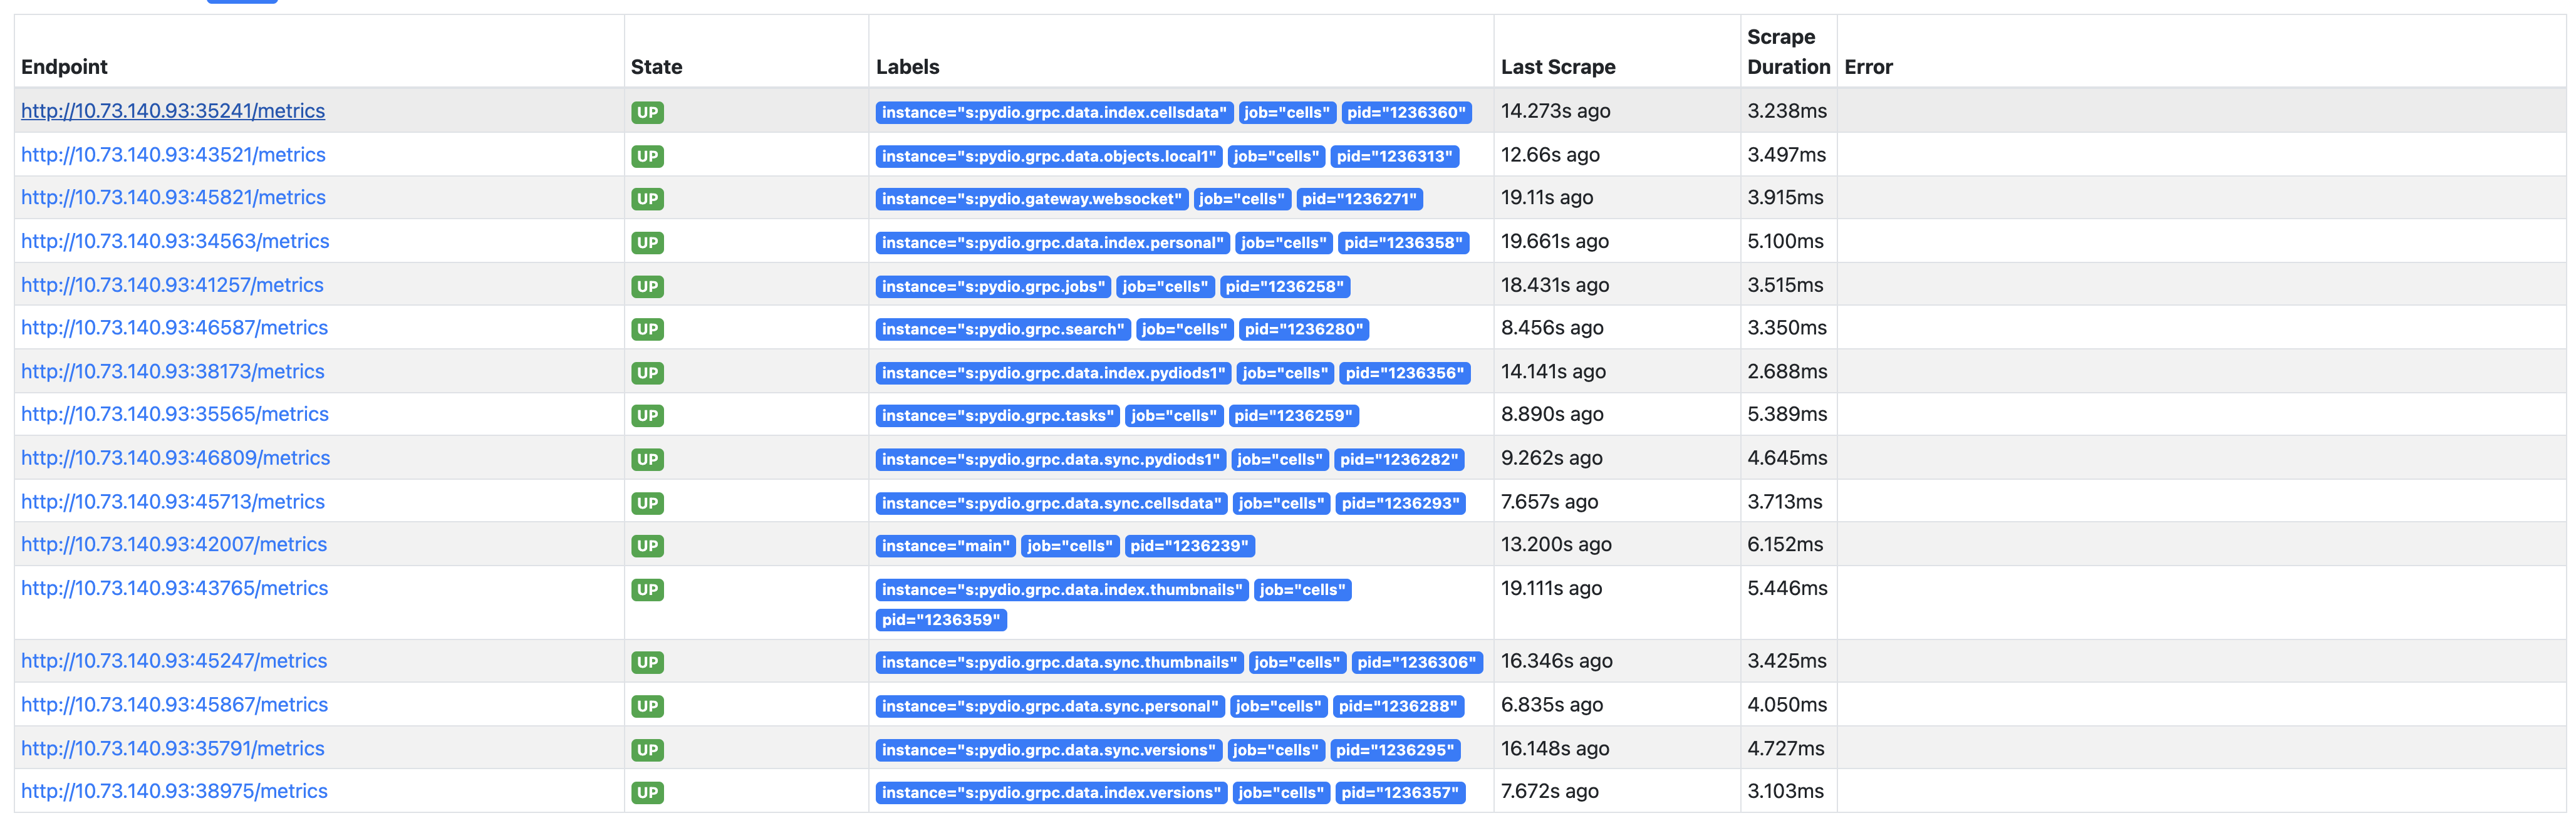 Endpoint State Labels Last Scrape Scrape Duration Error
http://10.73.140.93:35241/metrics UP instance="s:pydio.grpc.data.index.cellsdata" job="cells" pid="1236360" 14.273s ago 3.238ms
http://10.73.140.93:43521/metrics UP instance="s:pydio.grpc.data.objects.local1" job="cells" pid="1236313" 12.66s ago 3.497ms
http://10.73.140.93:45821/metrics UP instance="s:pydio.gateway.websocket" job="cells" pid="1236271" 19.11s ago 3.915ms
http://10.73.140.93:34563/metrics UP instance="s:pydio.grpc.data.index.personal" job="cells" pid="1236358" 19.661s ago 5.100ms
http://10.73.140.93:41257/metrics UP instance="s:pydio.grpc.jobs" job="cells" pid="1236258" 18.431s ago 3.515ms
http://10.73.140.93:46587/metrics UP instance="s:pydio.grpc.search" job="cells" pid="1236280" 8.456s ago 3.350ms
http://10.73.140.93:38173/metrics UP instance="s:pydio.grpc.data.index.pydiods1" job="cells" pid="1236356" 14.141s ago 2.688ms
http://10.73.140.93:35565/metrics UP instance="s:pydio.grpc.tasks" job="cells" pid="1236259" 8.890s ago 5.389ms
http://10.73.140.93:46809/metrics UP instance="s:pydio.grpc.data.sync.pydiods1" job="cells" pid="1236282" 9.262s ago 4.645ms
http://10.73.140.93:45713/metrics UP instance="s:pydio.grpc.data.sync.cellsdata" job="cells" pid="1236293" 7.657s ago 3.713ms
http://10.73.140.93:42007/metrics UP instance="main" job="cells" pid="1236239" 13.200s ago 6.152ms
http://10.73.140.93:43765/metrics UP instance="s:pydio.grpc.data.index.thumbnails" job="cells" 19.111s ago 5.446ms
pid="1236359"
http://10.73.140.93:45247/metrics UP instance="s:pydio.grpc.data.sync.thumbnails" job="cells" pid="1236306" 16.346s ago 3.425ms
http://10.73.140.93:45867/metrics UP instance="s:pydio.grpc.data.sync.personal" job="cells" pid="1236288" 6.835s ago 4.050ms
http://10.73.140.93:35791/metrics UP instance="s:pydio.grpc.data.sync.versions" job="cells" pid="1236295" 16.148s ago 4.727ms
http://10.73.140.93:38975/metrics UP instance="s:pydio.grpc.data.index.versions" job="cells" pid="1236357" 7.672s ago 3.103ms